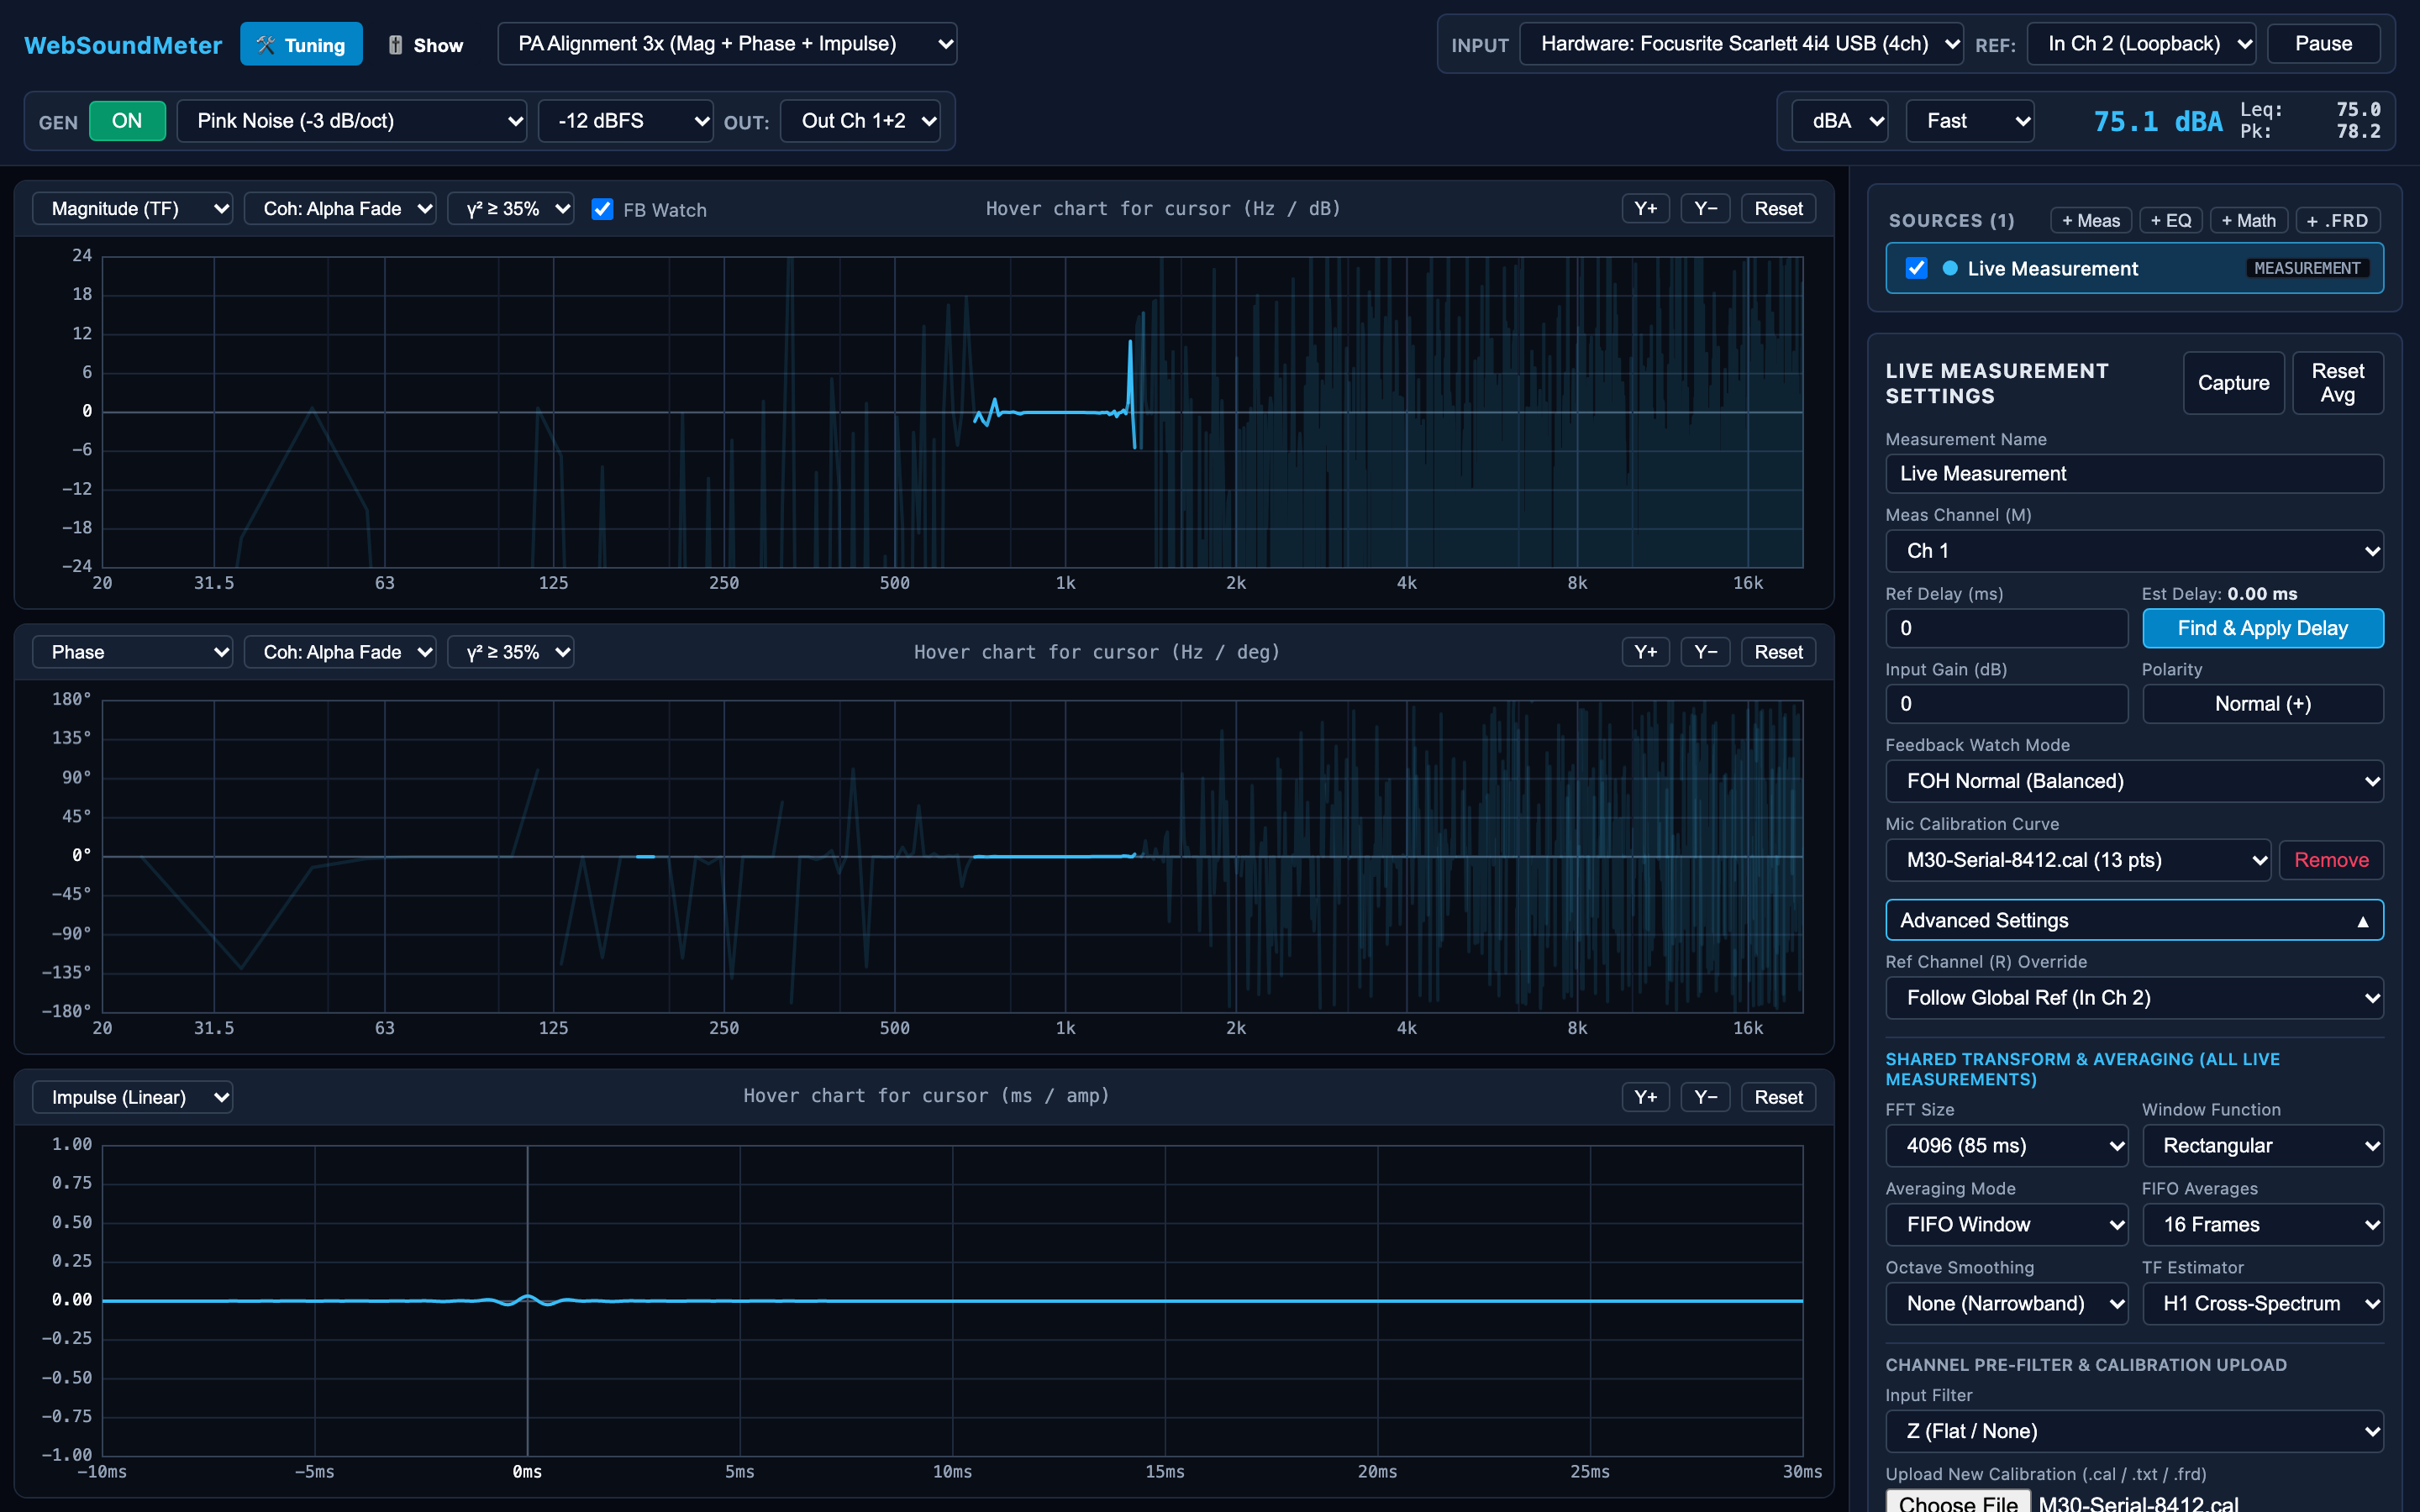 WebSoundMeter 🛠️ Tuning 🎚️ Show PA Alignment 3x (Mag + Phase + Impulse)
INPUT Hardware: Focusrite Scarlett 4i4 USB (4ch) REF: In Ch 2 (Loopback) Pause
GEN ON Pink Noise (-3 dB/oct) -12 dBFS OUT: Out Ch 1+2
dBA Fast 75.1 dBA Leq: 75.0
Pk: 78.2
Magnitude (TF) Coh: Alpha Fade γ² ≥ 35% FB Watch Hover chart for cursor (Hz / dB) Y+ Y− Reset
24
18
12
6
0
−6
−12
−18
−24
20 31.5 63 125 250 500 1k 2k 4k 8k 16k
Phase Coh: Alpha Fade γ² ≥ 35% Hover chart for cursor (Hz / deg) Y+ Y− Reset
180°
135°
90°
45°
0°
−45°
−90°
−135°
−180°
20 31.5 63 125 250 500 1k 2k 4k 8k 16k
Impulse (Linear) Hover chart for cursor (ms / amp) Y+ Y− Reset
1.00
0.75
0.50
0.25
0.00
−0.25
−0.50
−0.75
−1.00
−10ms −5ms 0ms 5ms 10ms 15ms 20ms 25ms 30ms
SOURCES (1) + Meas + EQ + Math + .FRD
Live Measurement MEASUREMENT
LIVE MEASUREMENT
SETTINGS
Capture
Reset
Avg
Measurement Name
Live Measurement
Meas Channel (M)
Ch 1
Ref Delay (ms) Est Delay: 0.00 ms
0 Find & Apply Delay
Input Gain (dB) Polarity
0 Normal (+)
Feedback Watch Mode
FOH Normal (Balanced)
Mic Calibration Curve
M30-Serial-8412.cal (13 pts) Remove
Advanced Settings ▲
Ref Channel (R) Override
Follow Global Ref (In Ch 2)
SHARED TRANSFORM & AVERAGING (ALL LIVE
MEASUREMENTS)
FFT Size Window Function
4096 (85 ms) Rectangular
Averaging Mode FIFO Averages
FIFO Window 16 Frames
Octave Smoothing TF Estimator
None (Narrowband) H1 Cross-Spectrum
CHANNEL PRE-FILTER & CALIBRATION UPLOAD
Input Filter
Z (Flat / None)
Upload New Calibration (.cal / .txt / .frd)
Choose File M30-Serial-8412.cal